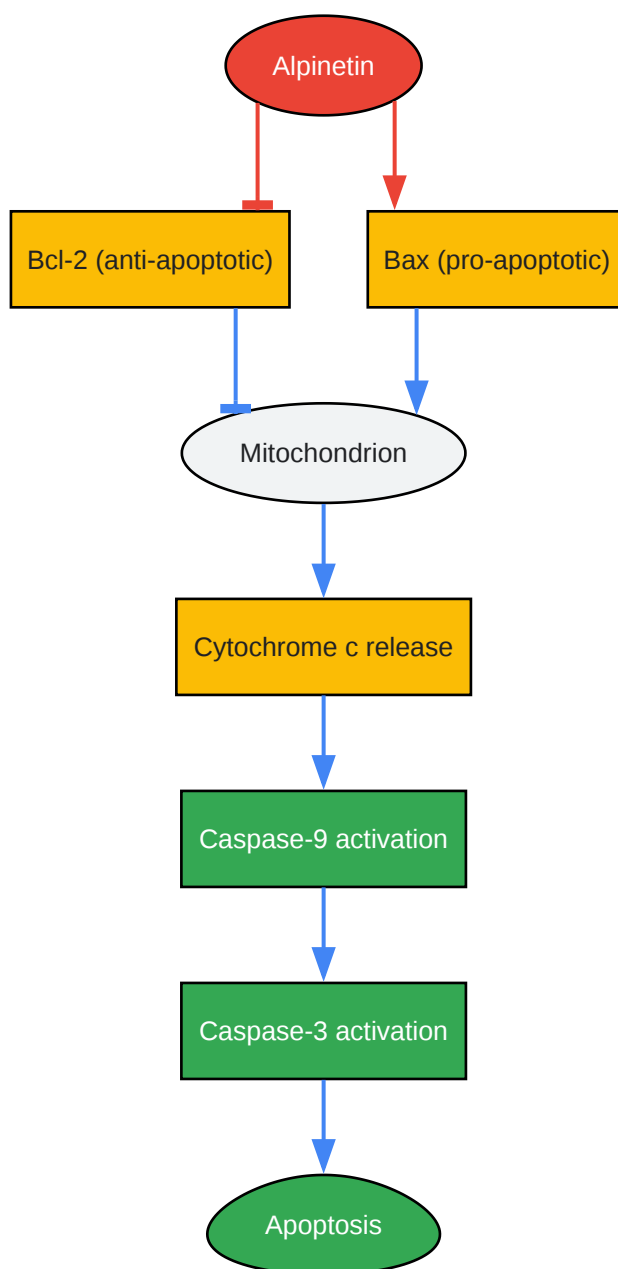 Alpinetin
Bcl-2 (anti-apoptotic)
Bax (pro-apoptotic)
Mitochondrion
Cytochrome c release
Caspase-9 activation
Caspase-3 activation
Apoptosis